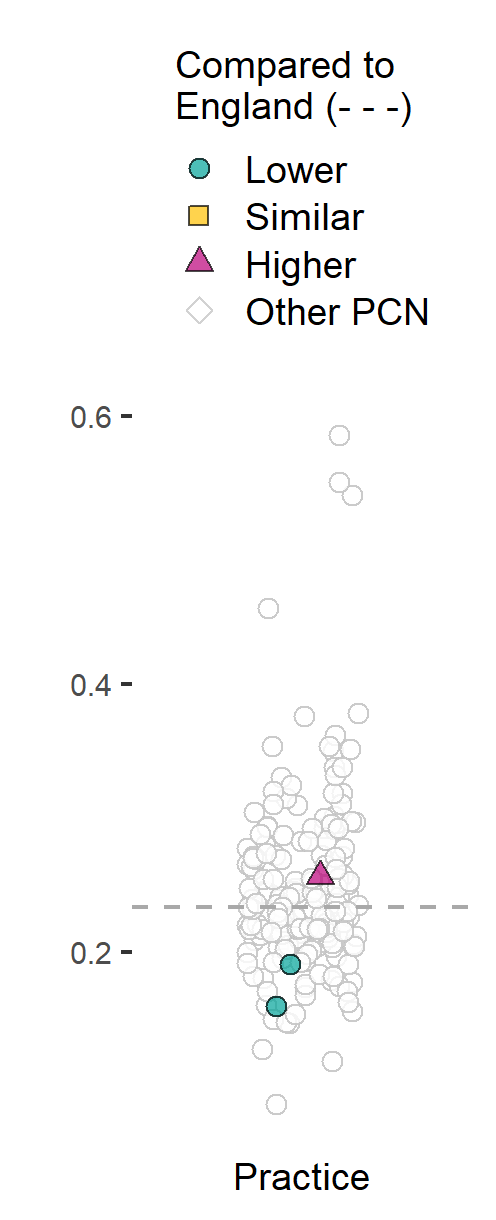 Compared to
England (- - -)
Lower
Similar
Higher
Other PCN
0.6
0.4
0.2
Practice